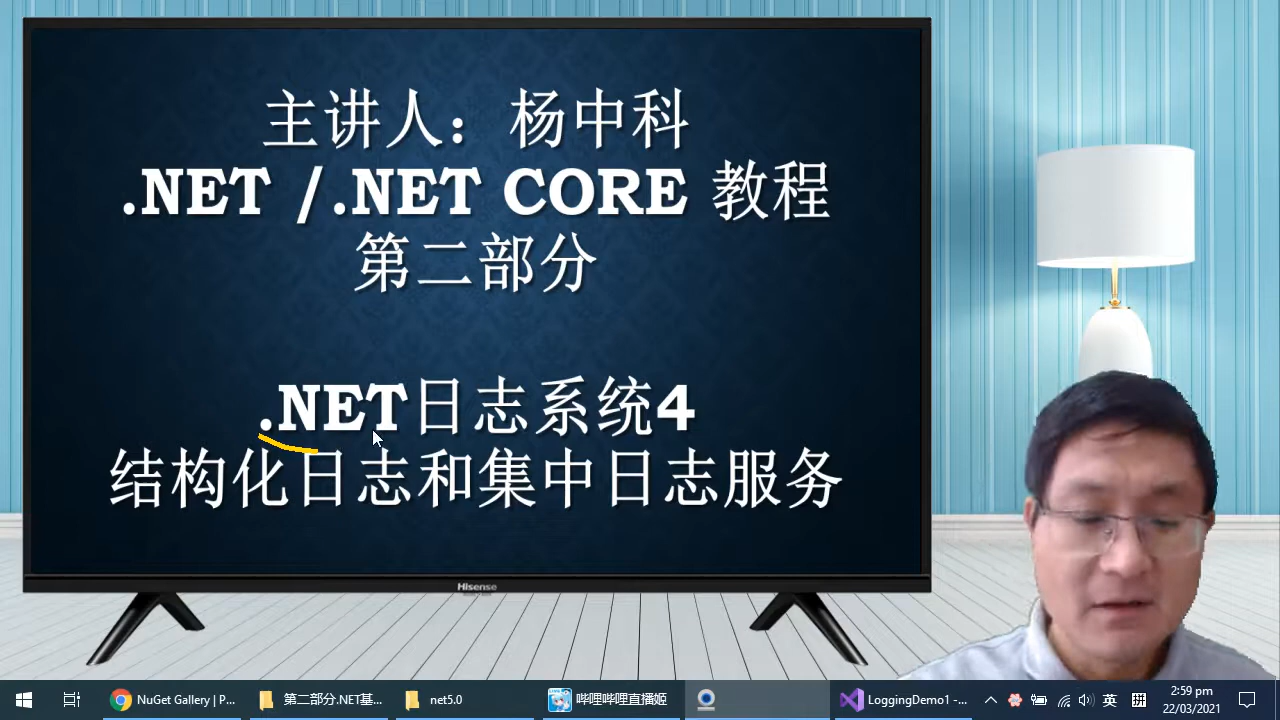 主讲人：杨中科
.NET /.NET CORE 教程
第二部分
.NET日志系统4
结构化日志和集中日志服务
Hisense
NuGet Gallery | P...
第二部分.NET基...
net5.0
哔哩哔哩直播姬
LoggingDemo1 -...
英
拼
2:59 pm
22/03/2021